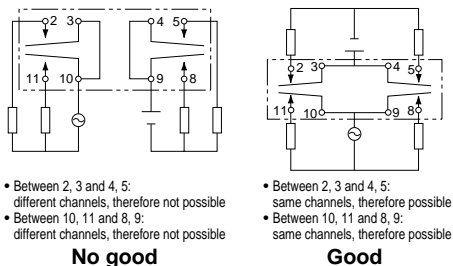 2 3 4 5
11 10 9 8
2 3 4 5
11 10 9 8
• Between 2, 3 and 4, 5:
different channels, therefore not possible
• Between 10, 11 and 8, 9:
different channels, therefore not possible
No good
• Between 2, 3 and 4, 5:
same channels, therefore possible
• Between 10, 11 and 8, 9:
same channels, therefore possible
Good